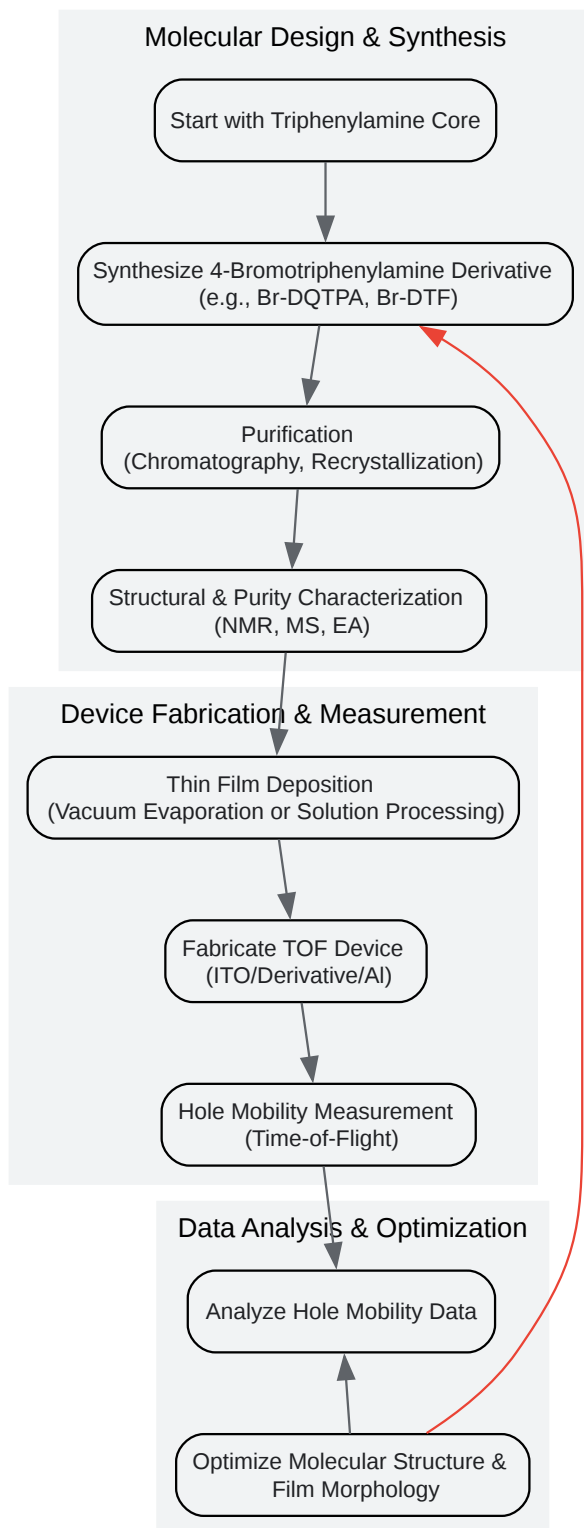 Molecular Design & Synthesis
Start with Triphenylamine Core
Synthesize 4-Bromotriphenylamine Derivative
(e.g., Br-DQTPA, Br-DTF)
Purification
(Chromatography, Recrystallization)
Structural & Purity Characterization
(NMR, MS, EA)
Device Fabrication & Measurement
Thin Film Deposition
(Vacuum Evaporation or Solution Processing)
Fabricate TOF Device
(ITO/Derivative/Al)
Hole Mobility Measurement
(Time-of-Flight)
Data Analysis & Optimization
Analyze Hole Mobility Data
Optimize Molecular Structure &
Film Morphology